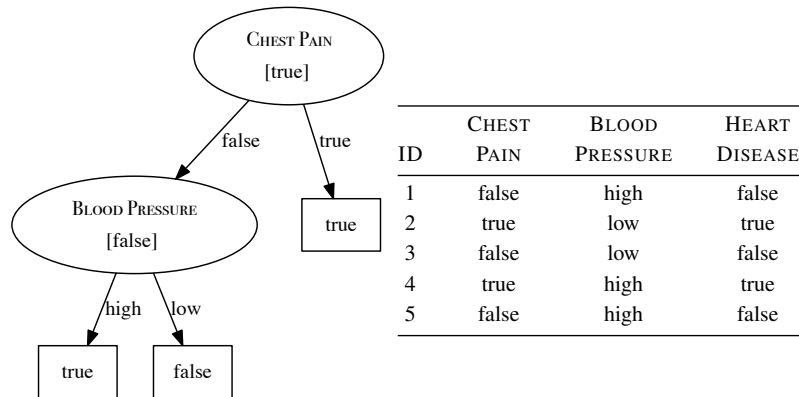 CHEST PAIN
[true]
false
true
BLOOD PRESSURE
[false]
true
high
low
true
false
CHEST BLOOD HEART
ID PAIN PRESSURE DISEASE
1 false high false
2 true low true
3 false low false
4 true high true
5 false high false